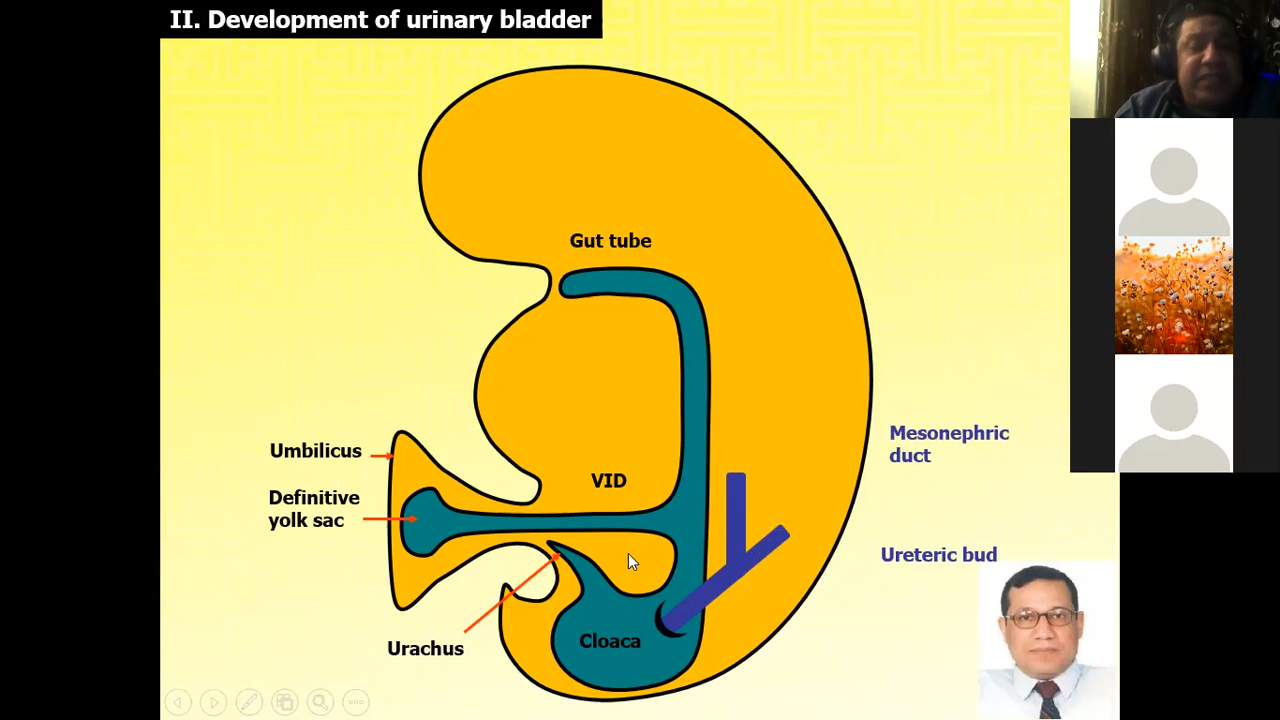 II. Development of urinary bladder
Gut tube
Umbilicus
Definitive
yolk sac
VID
Mesonephric
duct
Ureteric bud
Cloaca
Urachus